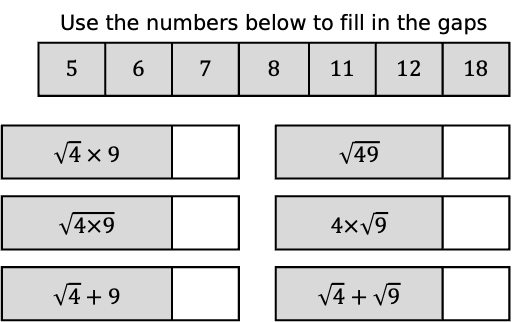 Use the numbers below to fill in the gaps
5 6 7 8 11 12 18
√4 × 9 √49
√4×9 4×√9
√4 + 9 √4 + √9